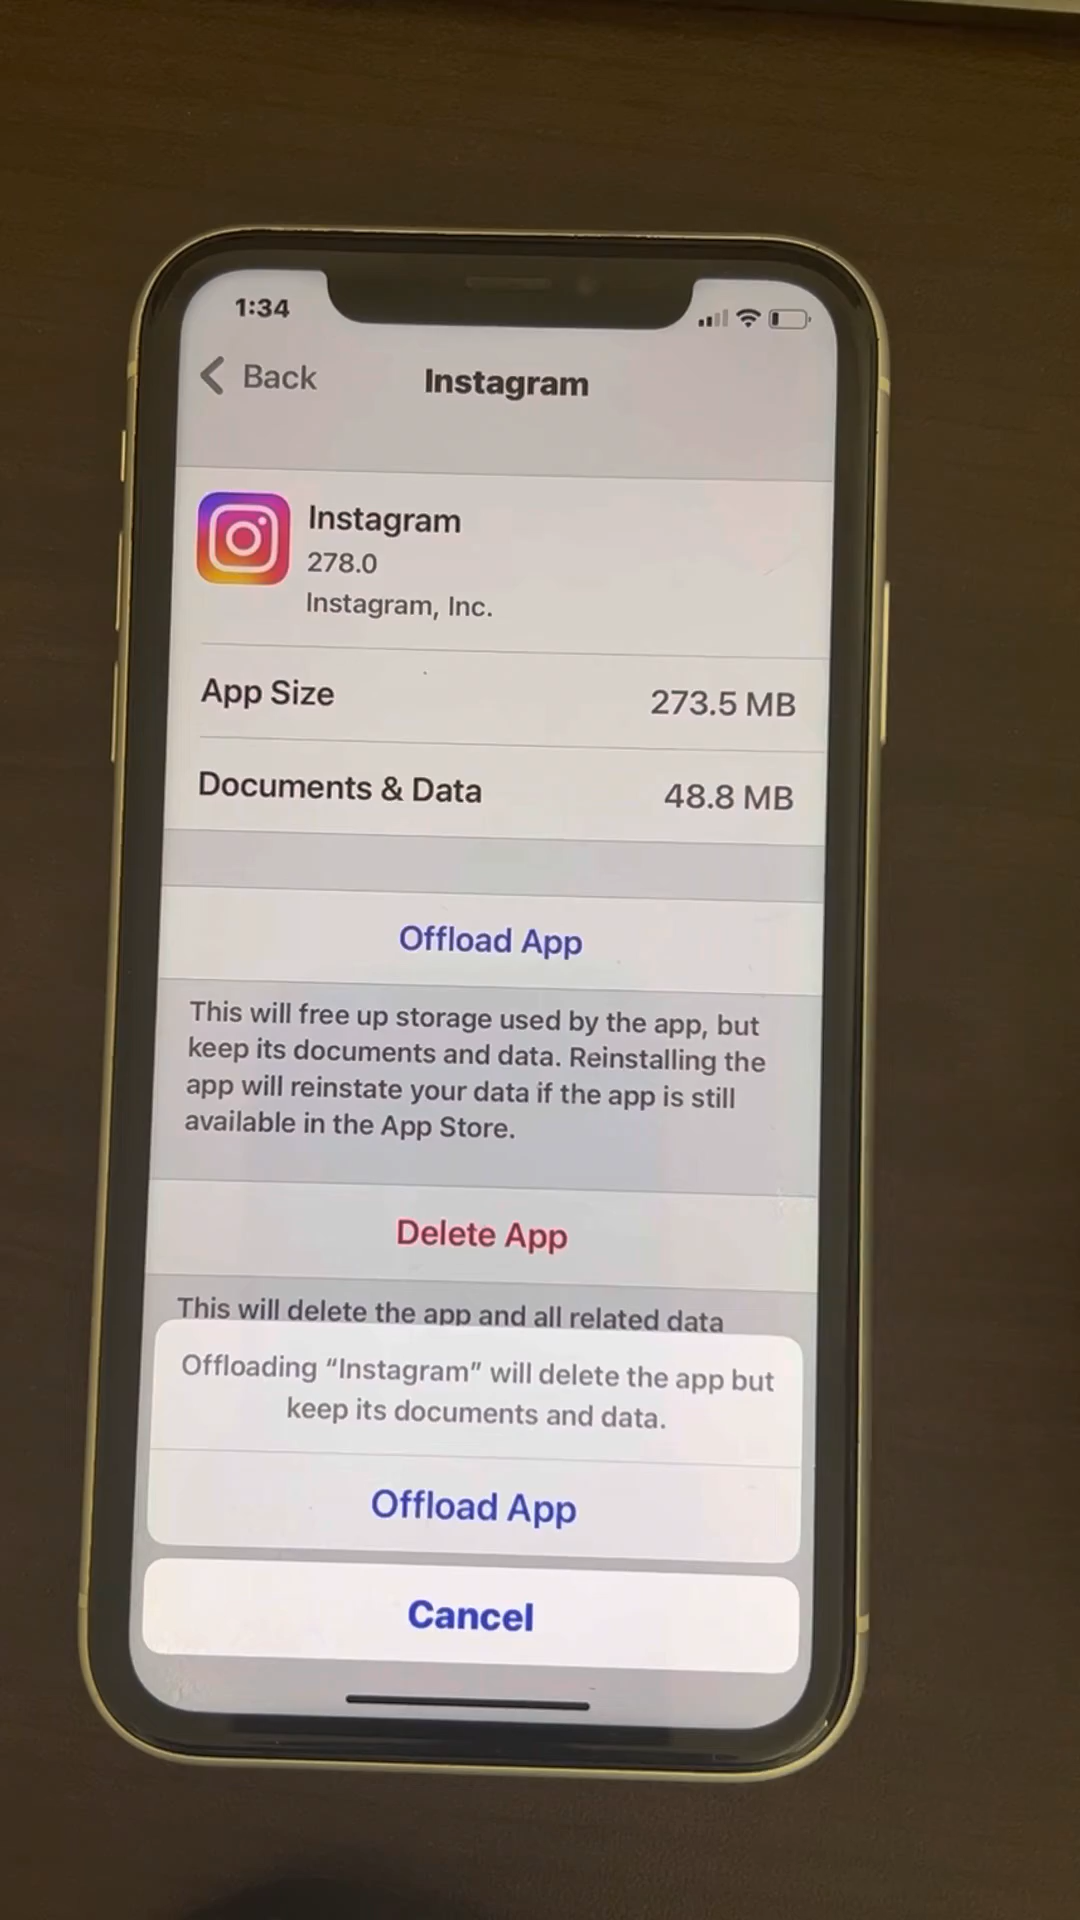 1:34
Back
Instagram
Instagram
278.0
Instagram, Inc.
App Size 273.5 MB
Documents & Data 48.8 MB
Offload App
This will free up storage used by the app, but
keep its documents and data. Reinstalling the
app will reinstate your data if the app is still
available in the App Store.
Delete App
This will delete the app and all related data
Offloading “Instagram” will delete the app but
keep its documents and data.
Offload App
Cancel